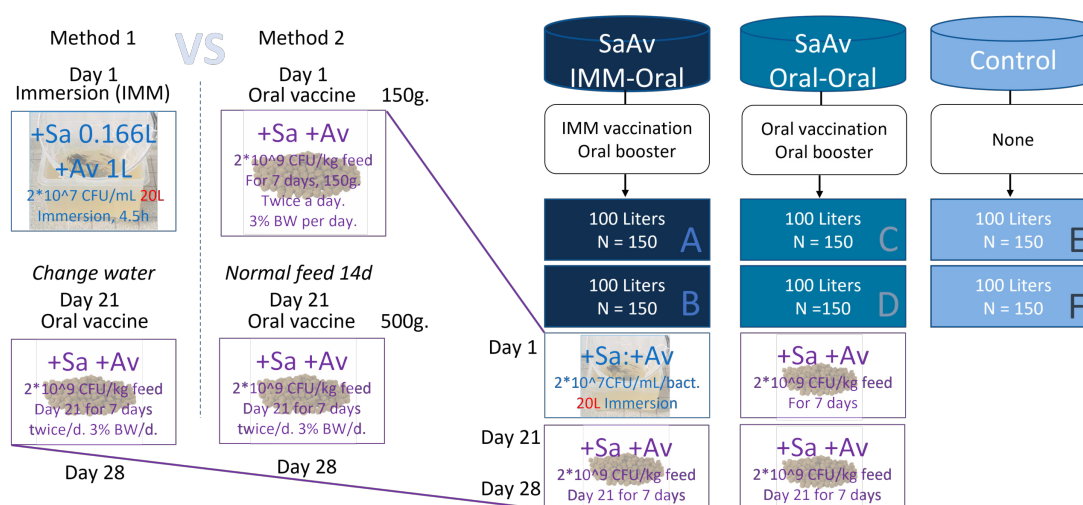 Method 1
VS
Method 2
Day 1
Immersion (IMM)
+Sa 0.166L
+Av 1L
2*10^7 CFU/mL 20L
Immersion, 4.5h
Day 1
Oral vaccine
150g.
+Sa +Av
2*10^9 CFU/kg feed
For 7 days, 150g.
Twice a day.
3% BW per day.
Change water
Day 21
Oral vaccine
+Sa +Av
2*10^9 CFU/kg feed
Day 21 for 7 days
twice/d. 3% BW/d.
Day 28
Normal feed 14d
Day 21
Oral vaccine
500g.
+Sa +Av
2*10^9 CFU/kg feed
Day 21 for 7 days
twice/d. 3% BW/d.
Day 28
SaAv
IMM-Oral
SaAv
Oral-Oral
Control
IMM vaccination
Oral booster
Oral vaccination
Oral booster
None
100 Liters
N = 150
A
100 Liters
N = 150
C
100 Liters
N = 150
E
100 Liters
N = 150
B
100 Liters
N =150
D
100 Liters
N = 150
F
Day 1
+Sa:+Av
2*10^7CFU/mL/bact.
20L Immersion
+Sa +Av
2*10^9 CFU/kg feed
For 7 days
Day 21
Day 28
+Sa +Av
2*10^9 CFU/kg feed
Day 21 for 7 days
+Sa +Av
2*10^9 CFU/kg feed
Day 21 for 7 days